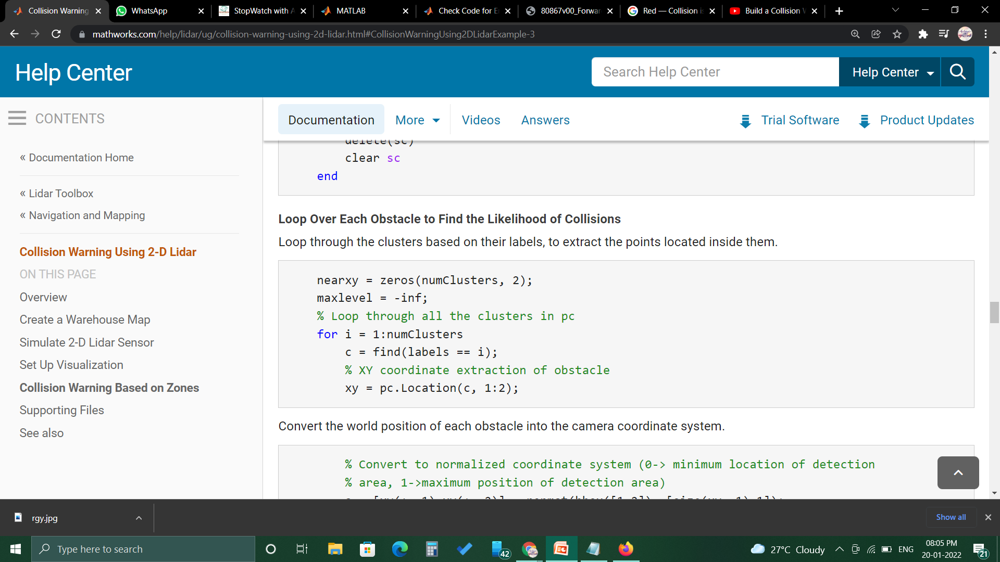 Collision Warning
WhatsApp
StopWatch with A
MATLAB
Check Code for E
80867v00_Forwar
Red — Collision is
Build a Collision W
mathworks.com/help/lidar/ug/collision-warning-using-2d-lidar.html#CollisionWarningUsing2DLidarExample-3
Help Center
Search Help Center
Help Center
CONTENTS
Documentation
More
Videos
Answers
Trial Software
Product Updates
« Documentation Home
« Lidar Toolbox
« Navigation and Mapping
Collision Warning Using 2-D Lidar
ON THIS PAGE
Overview
Create a Warehouse Map
Simulate 2-D Lidar Sensor
Set Up Visualization
Collision Warning Based on Zones
Supporting Files
See also
delete(sc)
clear sc
end
Loop Over Each Obstacle to Find the Likelihood of Collisions
Loop through the clusters based on their labels, to extract the points located inside them.
nearxy = zeros(numClusters, 2);
maxlevel = -inf;
% Loop through all the clusters in pc
for i = 1:numClusters
c = find(labels == i);
% XY coordinate extraction of obstacle
xy = pc.Location(c, 1:2);
Convert the world position of each obstacle into the camera coordinate system.
% Convert to normalized coordinate system (0-> minimum location of detection
% area, 1->maximum position of detection area)
rgy.jpg
Show all
Type here to search
42
27°C Cloudy
ENG
08:05 PM
20-01-2022
21